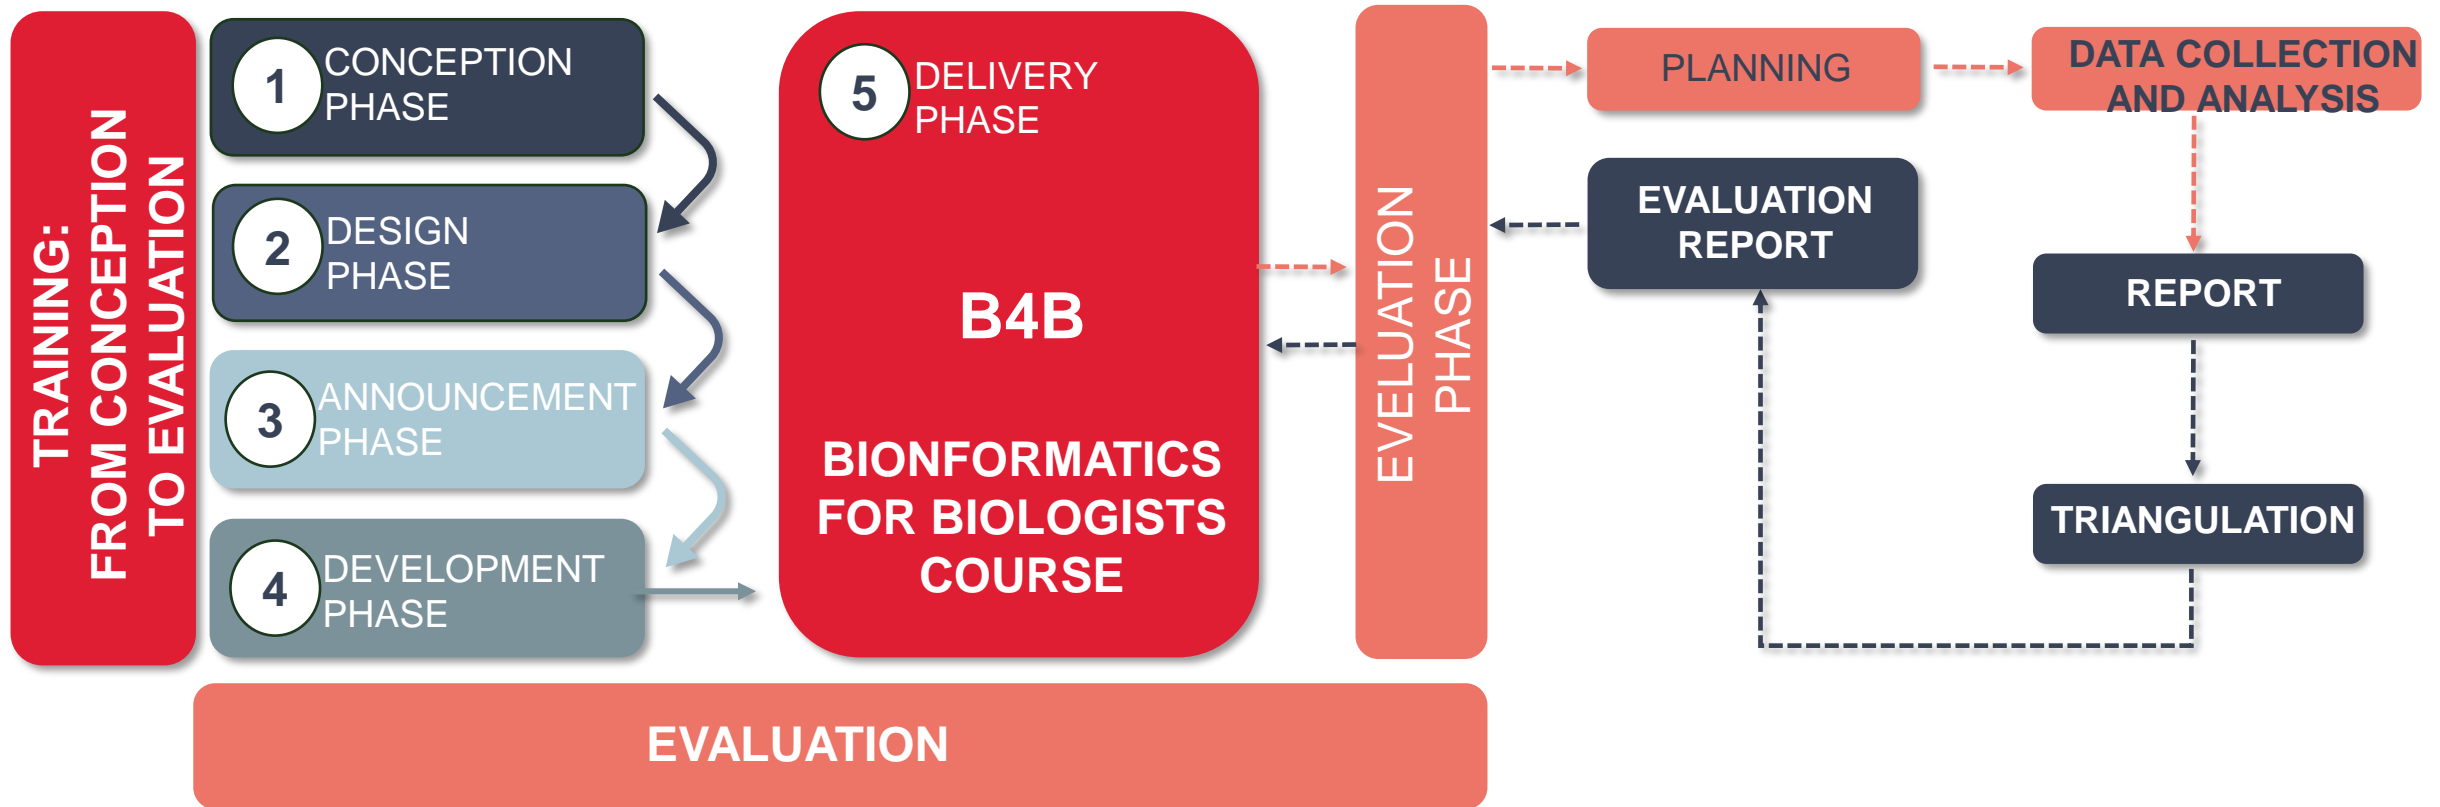 TRAINING:
FROM CONCEPTION
TO EVALUATION
1
CONCEPTION
PHASE
2
DESIGN
PHASE
3
ANNOUNCEMENT
PHASE
4
DEVELOPMENT
PHASE
5
DELIVERY
PHASE
B4B
BIONFORMATICS
FOR BIOLOGISTS
COURSE
EVELUATION
PHASE
PLANNING
DATA COLLECTION
AND ANALYSIS
EVALUATION
REPORT
REPORT
TRIANGULATION
EVALUATION